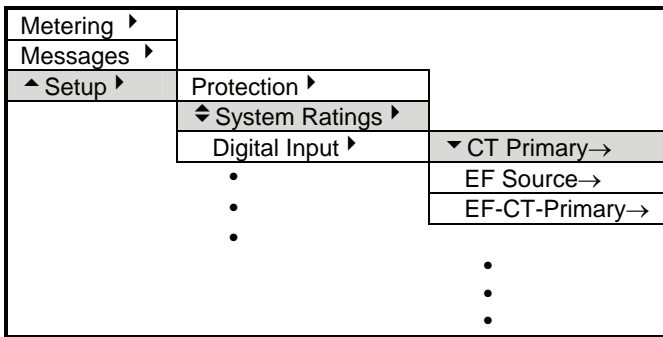 Metering ▶
Messages ▶
▲ Setup ▶
Protection ▶
◆ System Ratings ▶
Digital Input ▶
▼ CT Primary→
EF Source→
EF-CT-Primary→